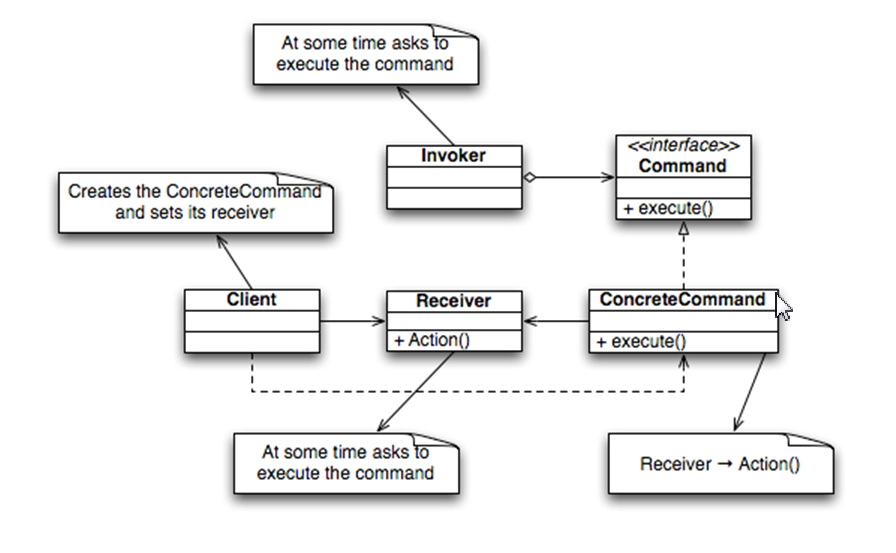 At some time asks to
execute the command
Invoker
<<interface>>
Command
+ execute()
Creates the ConcreteCommand
and sets its receiver
Client
Receiver
+ Action()
ConcreteCommand
+ execute()
At some time asks to
execute the command
Receiver → Action()